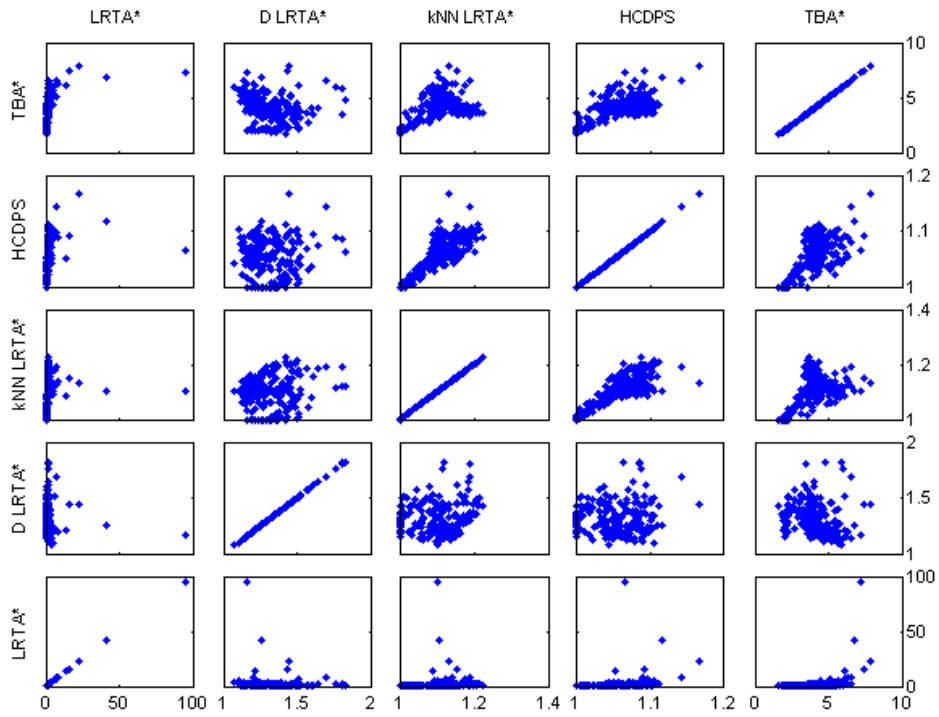 LRTA* D LRTA* kNN LRTA* HCDPS TBA*
TBA*
10
5
0
HCDPS
1.2
1.1
1
kNN LRTA*
1.4
1.2
1
D LRTA*
2
1.5
1
LRTA*
100
50
0
0 50 100 1 1.5 2 1 1.2 1.4 1 1.1 1.2 0 5 10